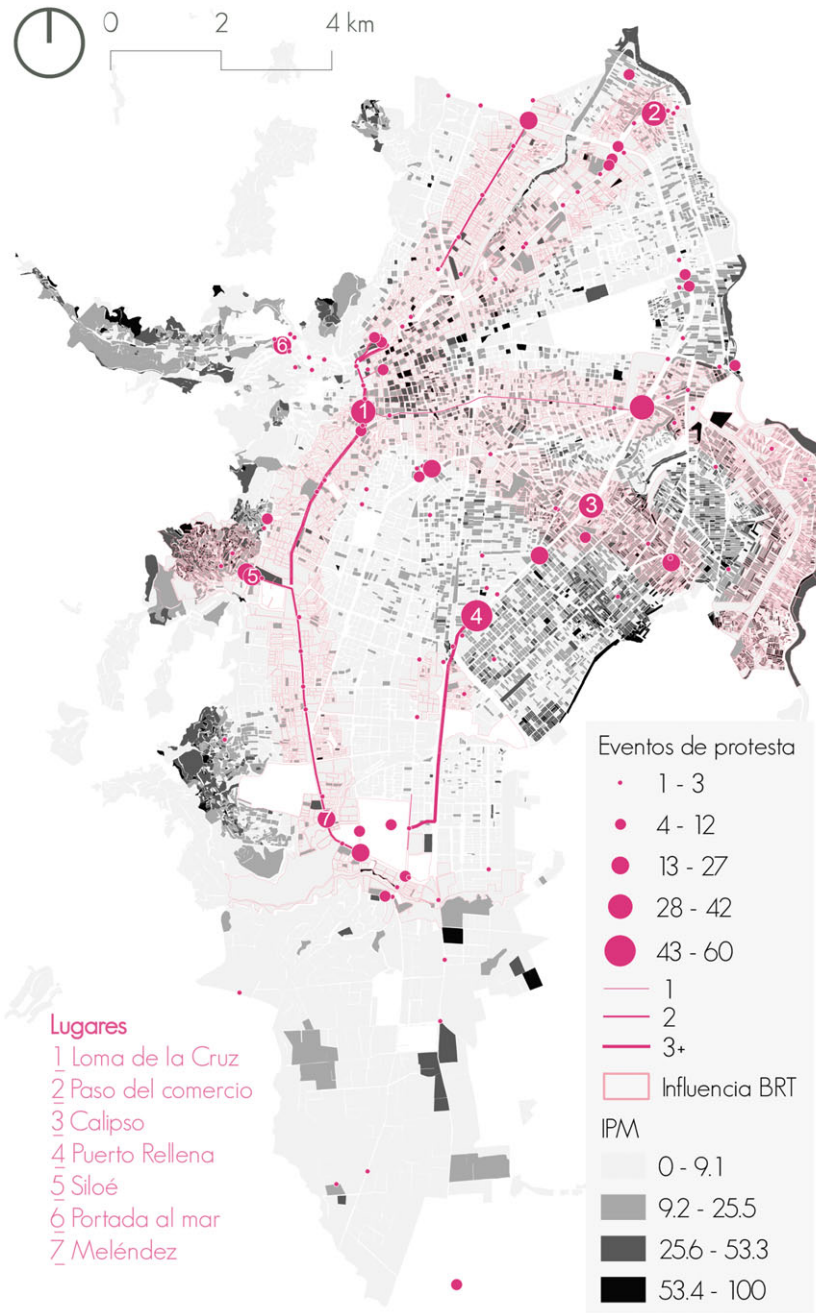 0 2 4 km
2
6
1
3
5
4
7
Eventos de protesta
1 - 3
4 - 12
13 - 27
28 - 42
43 - 60
1
2
3+
Influencia BRT
IPM
0 - 9.1
9.2 - 25.5
25.6 - 53.3
53.4 - 100
Lugares
1 Loma de la Cruz
2 Paso del comercio
3 Calipso
4 Puerto Rellena
5 Siloé
6 Portada al mar
7 Meléndez